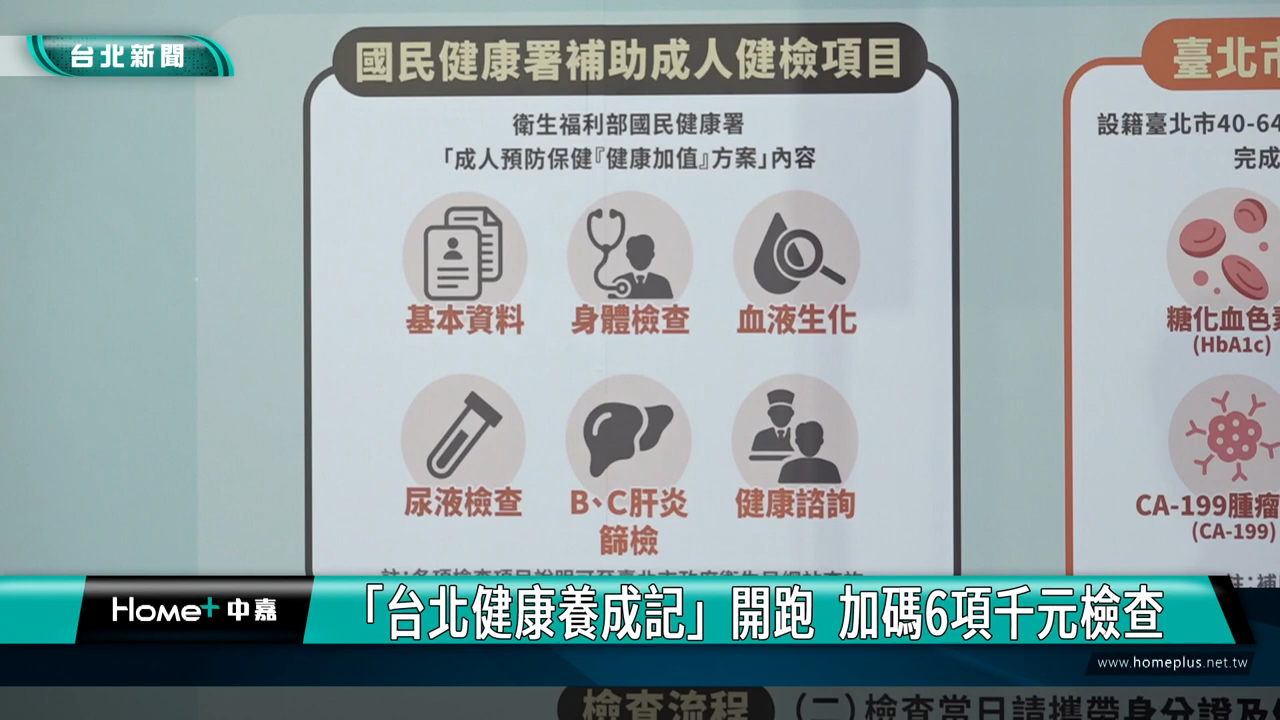 台北新聞
國民健康署補助成人健檢項目
衛生福利部國民健康署
「成人預防保健『健康加值』方案」內容
基本資料
身體檢查
血液生化
尿液檢查
B、C肝炎
篩檢
健康諮詢
臺北市
設籍臺北市40-64
完成
糖化血色素
(HbA1c)
CA-199腫瘤
(CA-199)
Home+中嘉
「台北健康養成記」開跑 加碼6項千元檢查
www.homeplus.net.tw
檢查流程
(二)檢查當日請攜帶身分證及